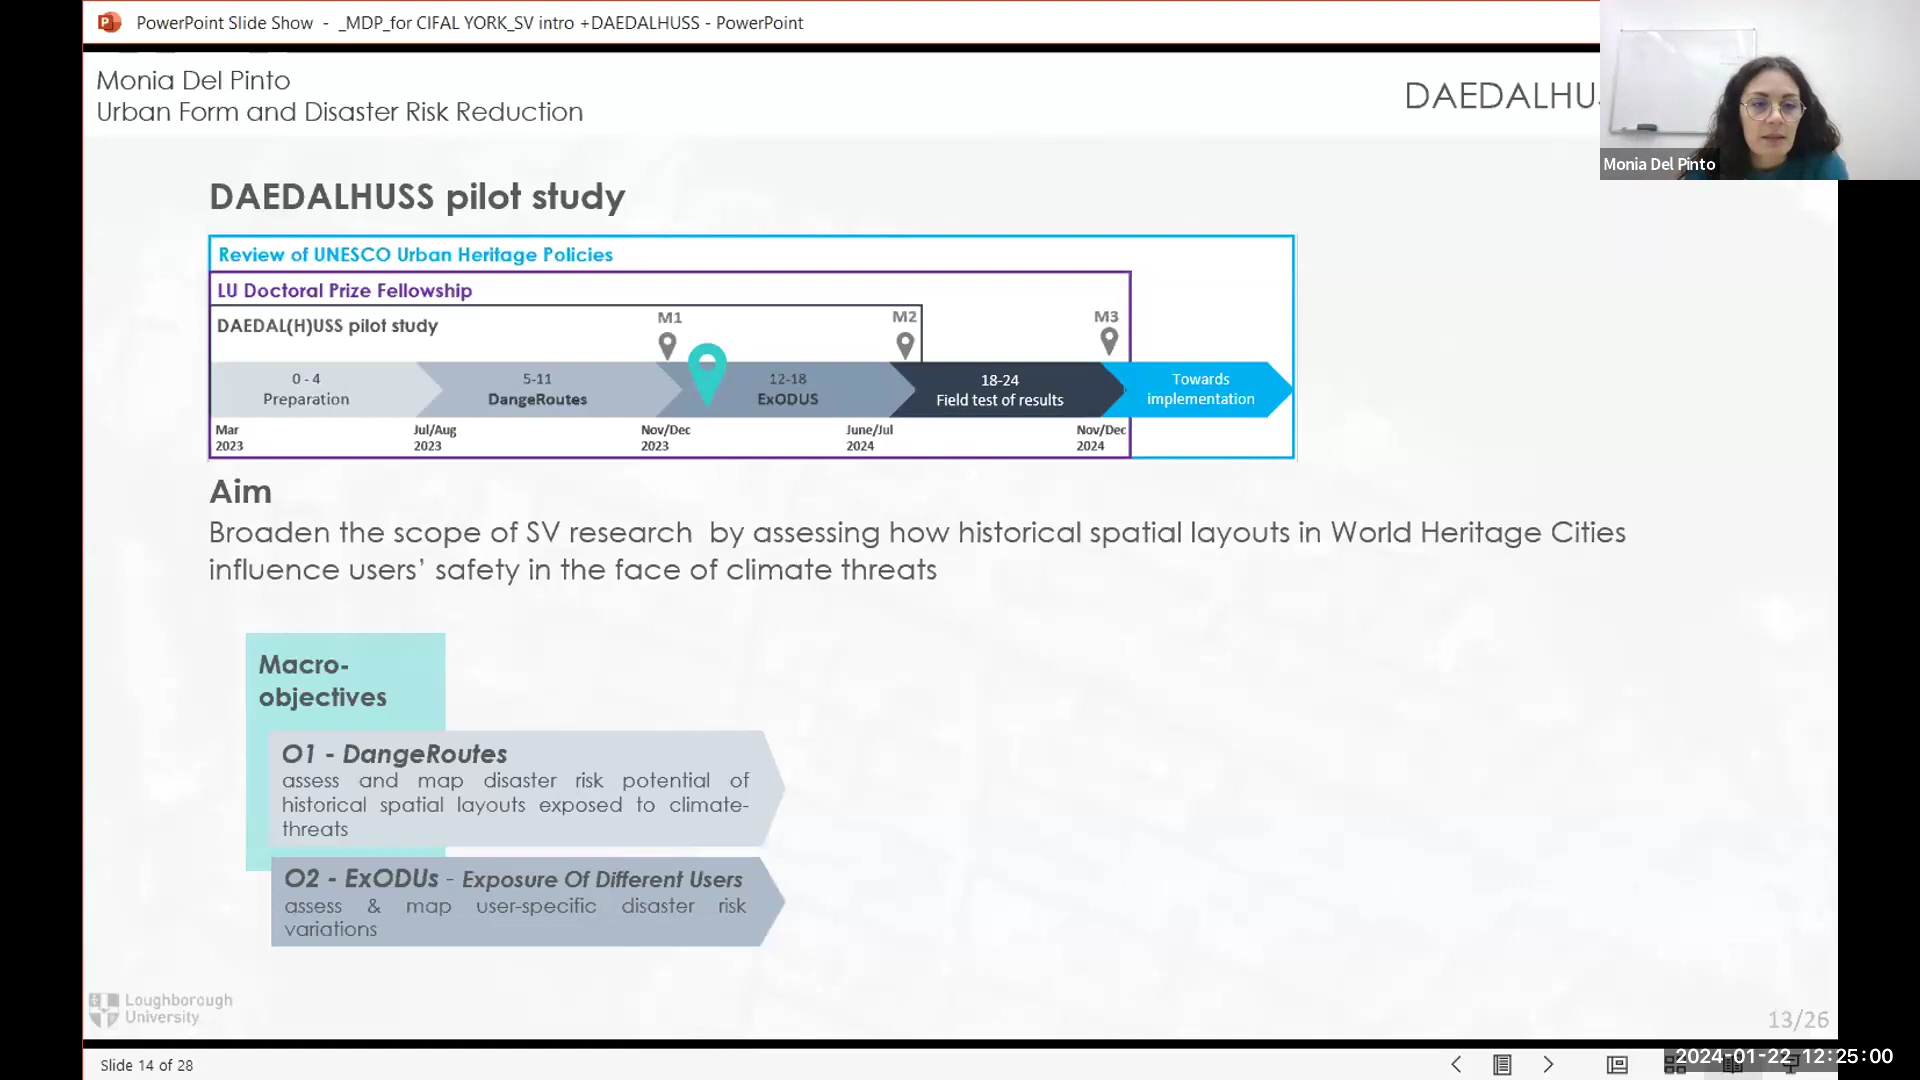 PowerPoint Slide Show - _MDP_for CIFAL YORK_SV intro +DAEDALHUSS - PowerPoint
Monia Del Pinto
Urban Form and Disaster Risk Reduction
DAEDALHU
Monia Del Pinto
DAEDALHUSS pilot study
Review of UNESCO Urban Heritage Policies
LU Doctoral Prize Fellowship
DAEDAL(H)USS pilot study
M1
M2
M3
0 - 4
Preparation
5-11
DangeRoutes
12-18
ExODUS
18-24
Field test of results
Towards
implementation
Mar
2023
Jul/Aug
2023
Nov/Dec
2023
June/Jul
2024
Nov/Dec
2024
Aim
Broaden the scope of SV research by assessing how historical spatial layouts in World Heritage Cities
influence users’ safety in the face of climate threats
Macro-
objectives
O1 - DangeRoutes
assess and map disaster risk potential of
historical spatial layouts exposed to climate-
threats
O2 - ExODUs - Exposure Of Different Users
assess & map user-specific disaster risk
variations
Loughborough
University
13/26
Slide 14 of 28
2024-01-22 12:25:00